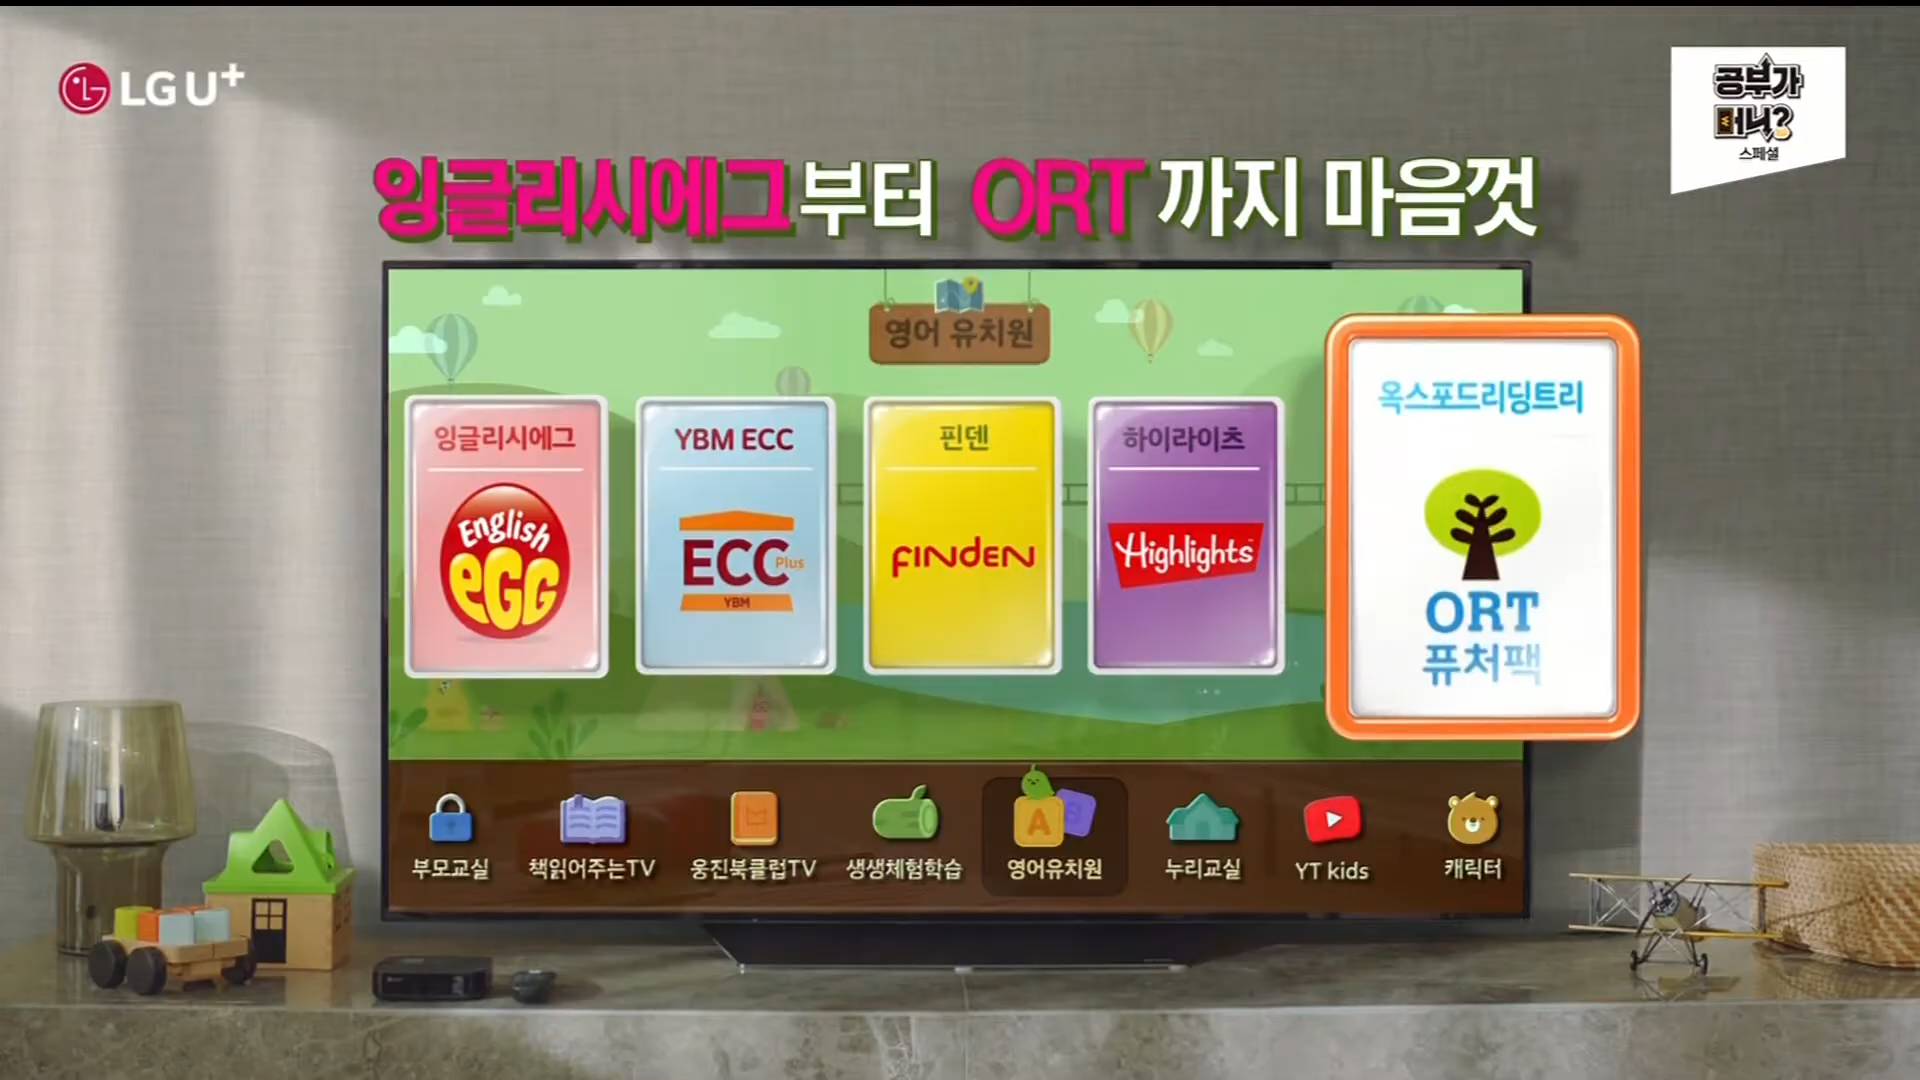 LG U+
공부가
머니?
스페셜
잉글리시에그부터 ORT까지 마음껏
영어 유치원
잉글리시에그
English
eGG
YBM ECC
ECC Plus
YBM
핀덴
FINDEN
하이라이츠
Highlights
옥스포드리딩트리
ORT
퓨처팩
부모교실
책읽어주는TV
웅진북클럽TV
생생체험학습
영어유치원
누리교실
YT kids
캐릭터